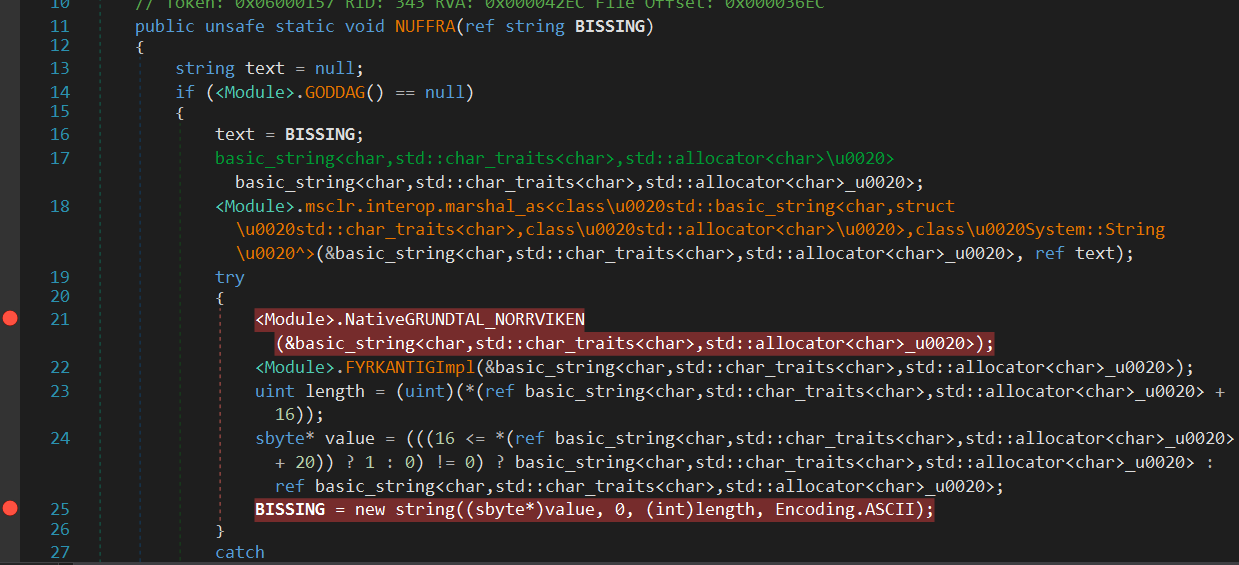 10 // Token: 0x06000157 RID: 343 RVA: 0x000042EC File Offset: 0x000036EC
11 public unsafe static void NUFFRA(ref string BISSING)
12 {
13 string text = null;
14 if (<Module>.GODDAG() == null)
15 {
16 text = BISSING;
17 basic_string<char,std::char_traits<char>,std::allocator<char>\u0020>
basic_string<char,std::char_traits<char>,std::allocator<char>_u0020>;
18 <Module>.msclr.interop.marshal_as<class\u0020std::basic_string<char,struct
\u0020std::char_traits<char>,class\u0020std::allocator<char>\u0020>,class\u0020System::String
\u0020^>(&basic_string<char,std::char_traits<char>,std::allocator<char>_u0020>, ref text);
19 try
20 {
21 <Module>.NativeGRUNDTAL_NORRVIKEN
(&basic_string<char,std::char_traits<char>,std::allocator<char>_u0020>);
22 <Module>.FYRKANTIGImpl(&basic_string<char,std::char_traits<char>,std::allocator<char>_u0020>);
23 uint length = (uint)(*(ref basic_string<char,std::char_traits<char>,std::allocator<char>_u0020> +
16));
24 sbyte* value = (((16 <= *(ref basic_string<char,std::char_traits<char>,std::allocator<char>_u0020>
+ 20)) ? 1 : 0) != 0) ? basic_string<char,std::char_traits<char>,std::allocator<char>_u0020> :
ref basic_string<char,std::char_traits<char>,std::allocator<char>_u0020>;
25 BISSING = new string((sbyte*)value, 0, (int)length, Encoding.ASCII);
26 }
27 catch